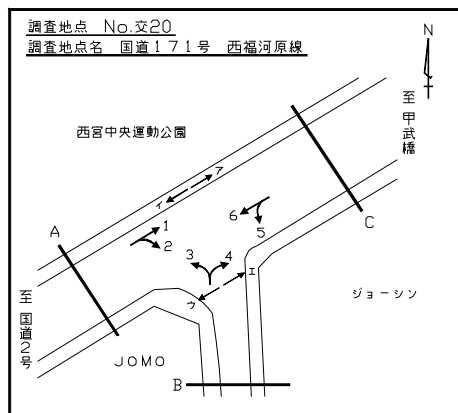 調査地点 No.交20
調査地点名 国道171号 西福河原線
N
至 甲武橋
西宮中央運動公園
ア
イ
A
1
2
6
5
C
3
4
エ
ウ
至 国道2号
ジョーシン
JOMO
B